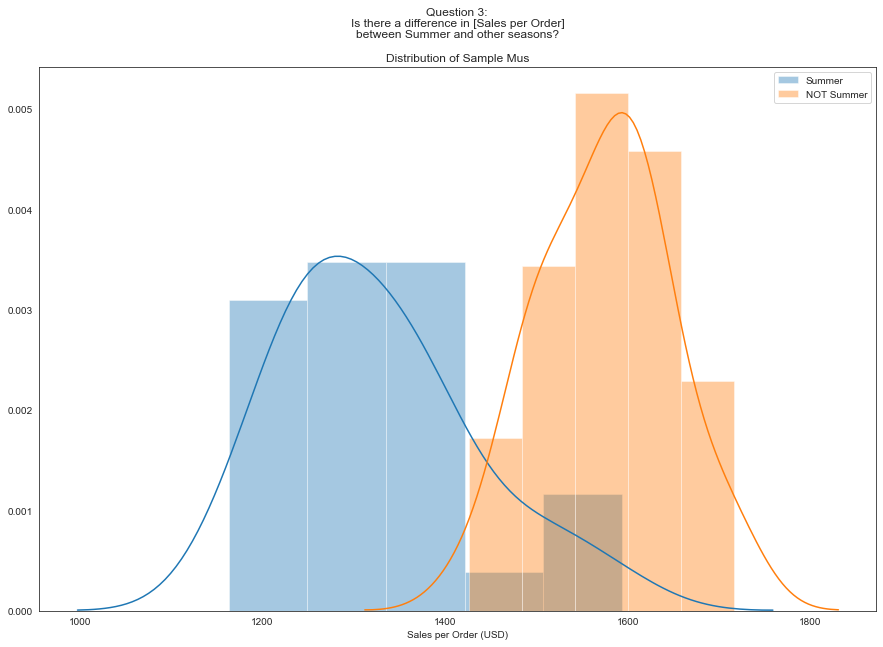 Question 3:
Is there a difference in [Sales per Order]
between Summer and other seasons?
Distribution of Sample Mus
Summer
NOT Summer
0.005
0.004
0.003
0.002
0.001
0.000
1000 1200 1400 1600 1800
Sales per Order (USD)